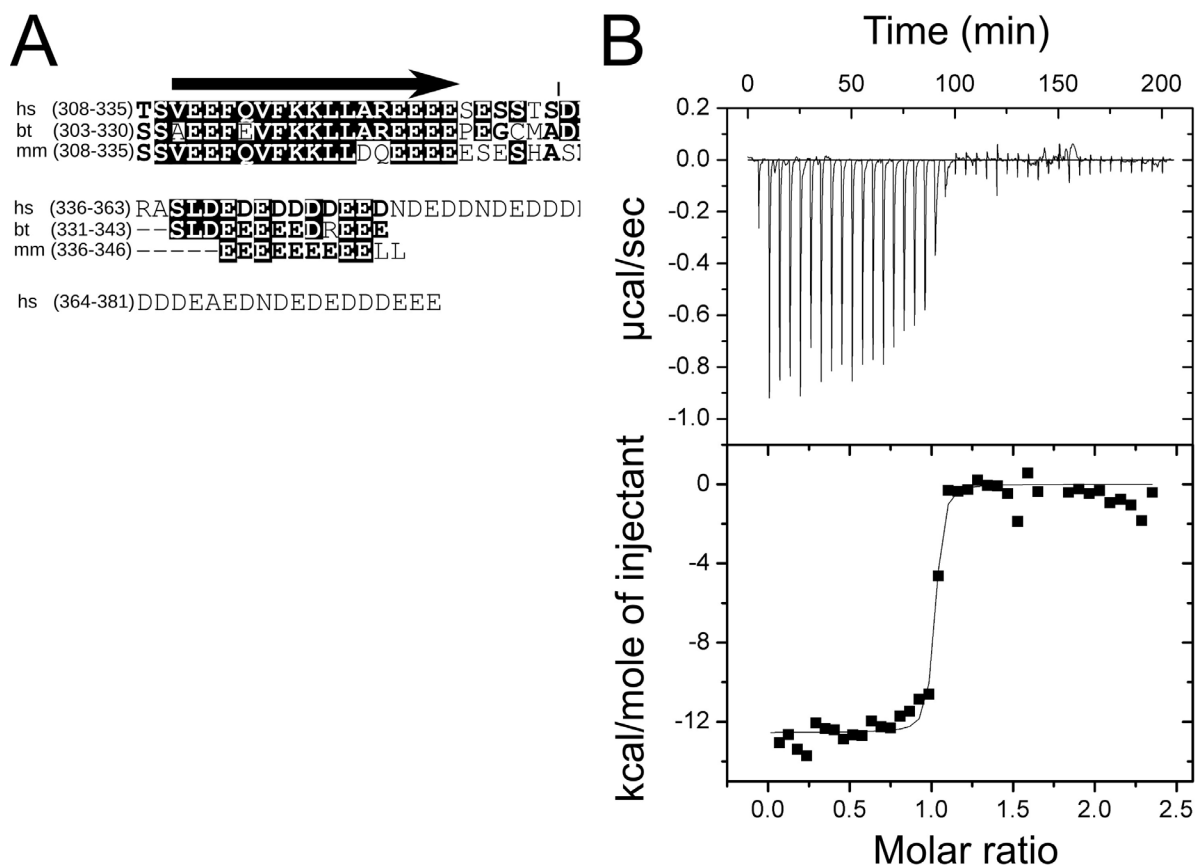 A
hs (308-335) TSVEEFQVFKKLLAREEEESESSTSD
bt (303-330) SSAEEFEVFKKLLAREEEEPEGCMAD
mm (308-335) SSVEEFQVFKKLLDQEEEEESESHAS
hs (336-363) RASLDEDEDDDDEEDNDEDDNDEDDD
bt (331-343) --SLDEEEEEDREEE
mm (336-346) -----EEEEEEEEELL
hs (364-381) DDDEAEDNDEDEDDDEEE
B
Time (min)
0 50 100 150 200
0.2
0.0
-0.2
-0.4
-0.6
-0.8
-1.0
µcal/sec
0
-4
-8
-12
kcal/mole of injectant
0.0 0.5 1.0 1.5 2.0 2.5
Molar ratio